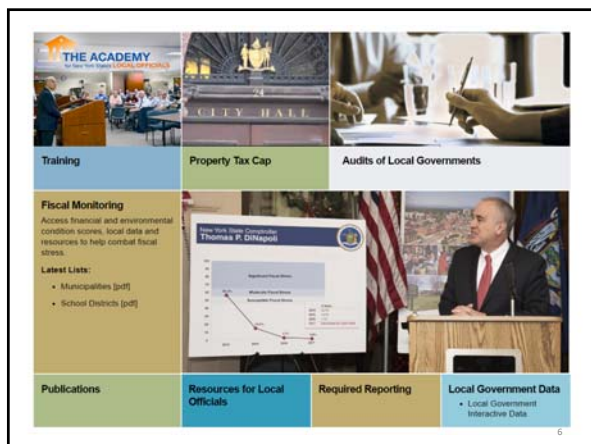 THE ACADEMY
for New York State's LOCAL OFFICIALS
24
CITY HALL
Training
Property Tax Cap
Audits of Local Governments
Fiscal Monitoring
Access financial and environmental
condition scores, local data and
resources to help combat fiscal
stress.
Latest Lists:
• Municipalities [pdf]
• School Districts [pdf]
New York State Comptroller
Thomas P. DiNapoli
Significant Fiscal Stress
Moderate Fiscal Stress
Susceptible Fiscal Stress
Publications
Resources for Local
Officials
Required Reporting
Local Government Data
• Local Government
Interactive Data
6